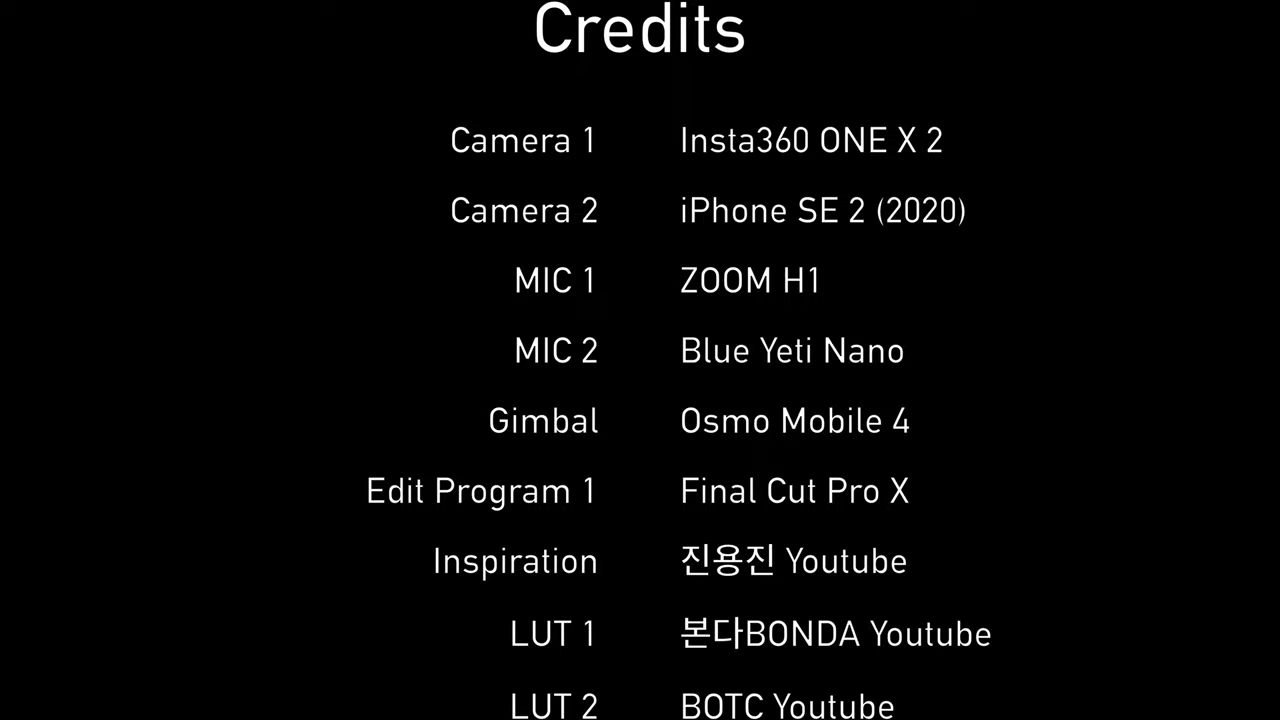 Credits
Camera 1 Insta360 ONE X 2
Camera 2 iPhone SE 2 (2020)
MIC 1 ZOOM H1
MIC 2 Blue Yeti Nano
Gimbal Osmo Mobile 4
Edit Program 1 Final Cut Pro X
Inspiration 진용진 Youtube
LUT 1 본다BONDA Youtube
LUT 2 BOTC Youtube